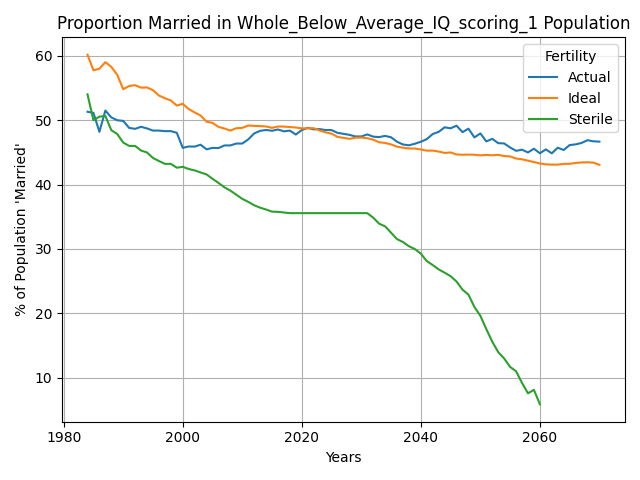 Proportion Married in Whole_Below_Average_IQ_scoring_1 Population
% of Population 'Married'
60
50
40
30
20
10
Fertility
Actual
Ideal
Sterile
1980
2000
2020
2040
2060
Years